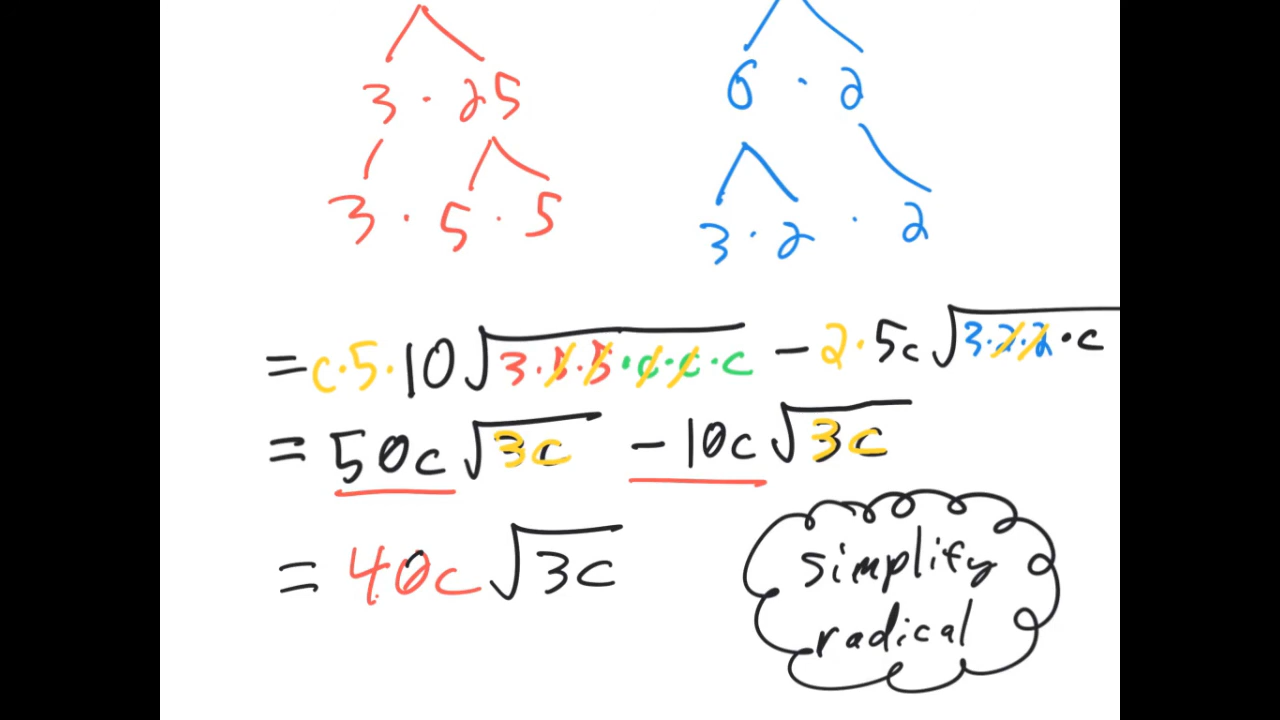 3 · 25
6 · 2
3 · 5 · 5
3 · 2 · 2
= c · 5 · 10√3 · 5 · 5 · c · c · c − 2 · 5c√3 · 2 · 2 · c
= 50c√3c − 10c√3c
= 40c√3c
simplify
radical